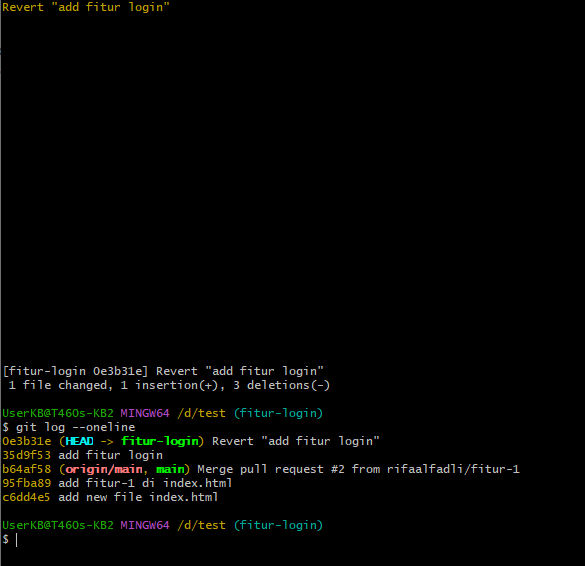 Revert "add fitur login"
[fitur-login 0e3b31e] Revert "add fitur login"
1 file changed, 1 insertion(+), 3 deletions(-)
UserKB@T460s-KB2 MINGW64 /d/test (fitur-login)
$ git log --oneline
0e3b31e (HEAD -> fitur-login) Revert "add fitur login"
35d9f53 add fitur login
b64af58 (origin/main, main) Merge pull request #2 from rifaalfadli/fitur-1
95fba89 add fitur-1 di index.html
c6dd4e5 add new file index.html
UserKB@T460s-KB2 MINGW64 /d/test (fitur-login)
$